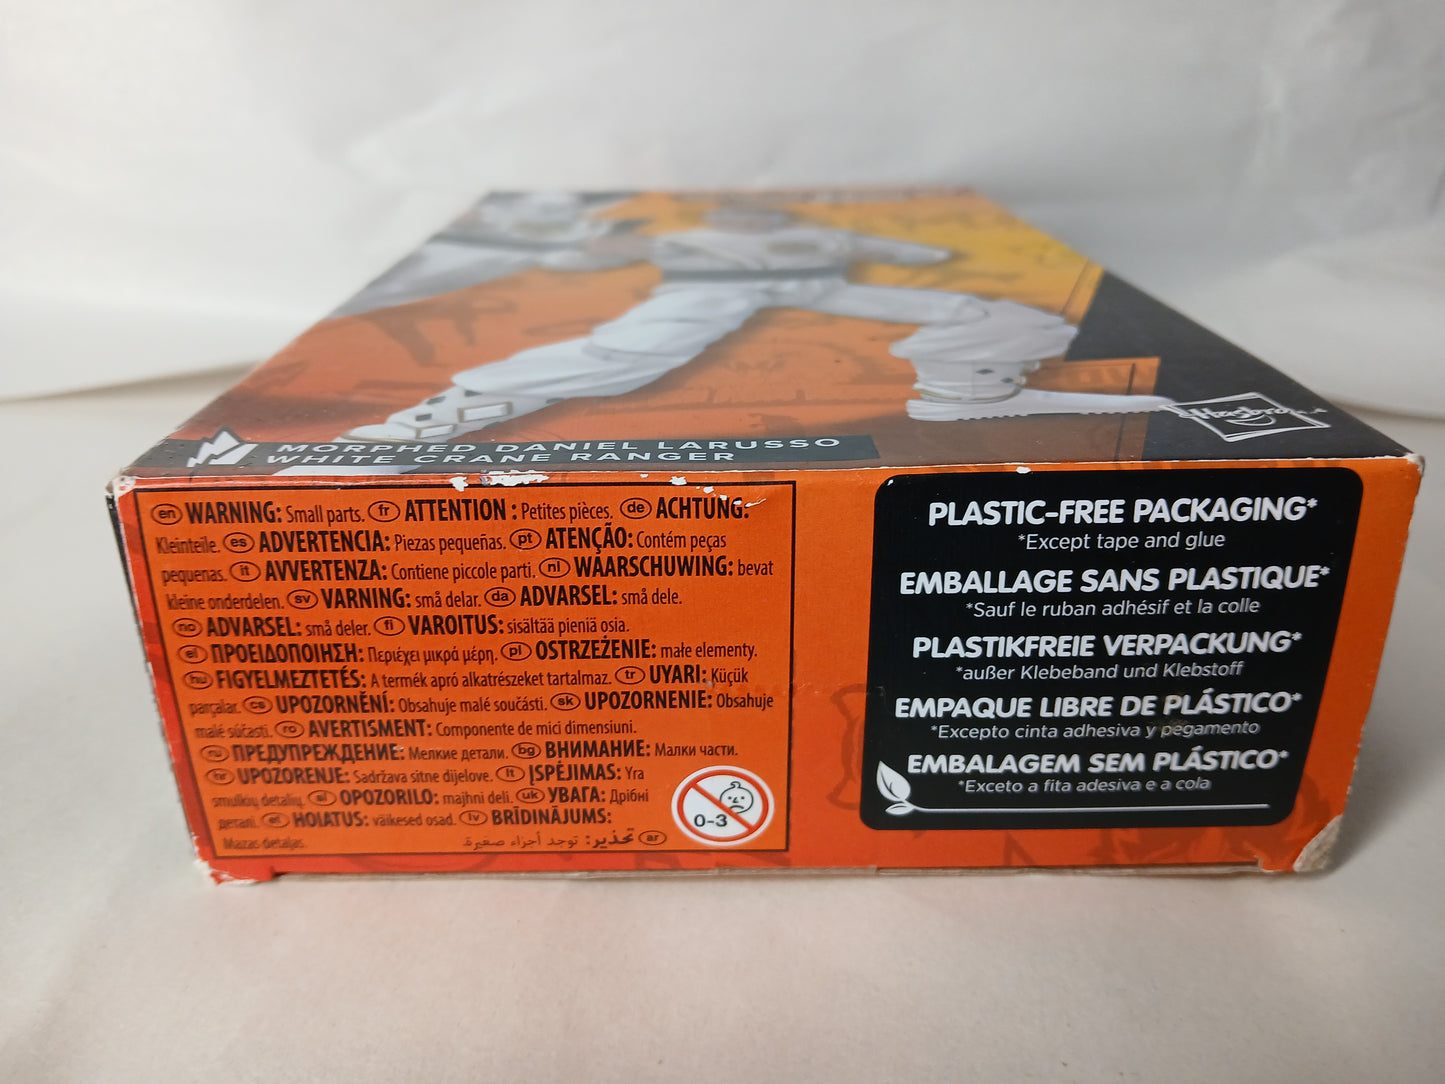 MORPHED DANIEL LARUSSO
WHITE CRANE RANGER
Hasbro
en WARNING: Small parts. fr ATTENTION : Petites pièces. de ACHTUNG:
Kleinteile. es ADVERTENCIA: Piezas pequeñas. pt ATENÇÃO: Contém peças
pequenas. it AVVERTENZA: Contiene piccole parti. nl WAARSCHUWING: bevat
kleine onderdelen. sv VARNING: små delar. da ADVARSEL: små dele.
no ADVARSEL: små deler. fi VAROITUS: sisältää pieniä osia.
el ΠΡΟΕΙΔΟΠΟΙΗΣΗ: Περιέχει μικρά μέρη. pl OSTRZEŻENIE: małe elementy.
hu FIGYELMEZTETÉS: A termék apró alkatrészeket tartalmaz. tr UYARI: Küçük
parçalar. cs UPOZORNĚNÍ: Obsahuje malé součásti. sk UPOZORNENIE: Obsahuje
malé súčasti. ro AVERTISMENT: Componente de mici dimensiuni.
ru ПРЕДУПРЕЖДЕНИЕ: Мелкие детали. bg ВНИМАНИЕ: Малки части.
hr UPOZORENJE: Sadržava sitne dijelove. lt ĮSPĖJIMAS: Yra
smulkių detalių. sl OPOZORILO: majhni deli. uk УВАГА: Дрібні
деталі. et HOIATUS: väikesed osad. lv BRĪDINĀJUMS:
Mazas detaļas.
ar تحذير: توجد أجزاء صغيرة.
0-3
PLASTIC-FREE PACKAGING*
*Except tape and glue
EMBALLAGE SANS PLASTIQUE*
*Sauf le ruban adhésif et la colle
PLASTIKFREIE VERPACKUNG*
*außer Klebeband und Klebstoff
EMPAQUE LIBRE DE PLÁSTICO*
*Excepto cinta adhesiva y pegamento
EMBALAGEM SEM PLÁSTICO*
*Exceto a fita adesiva e a cola